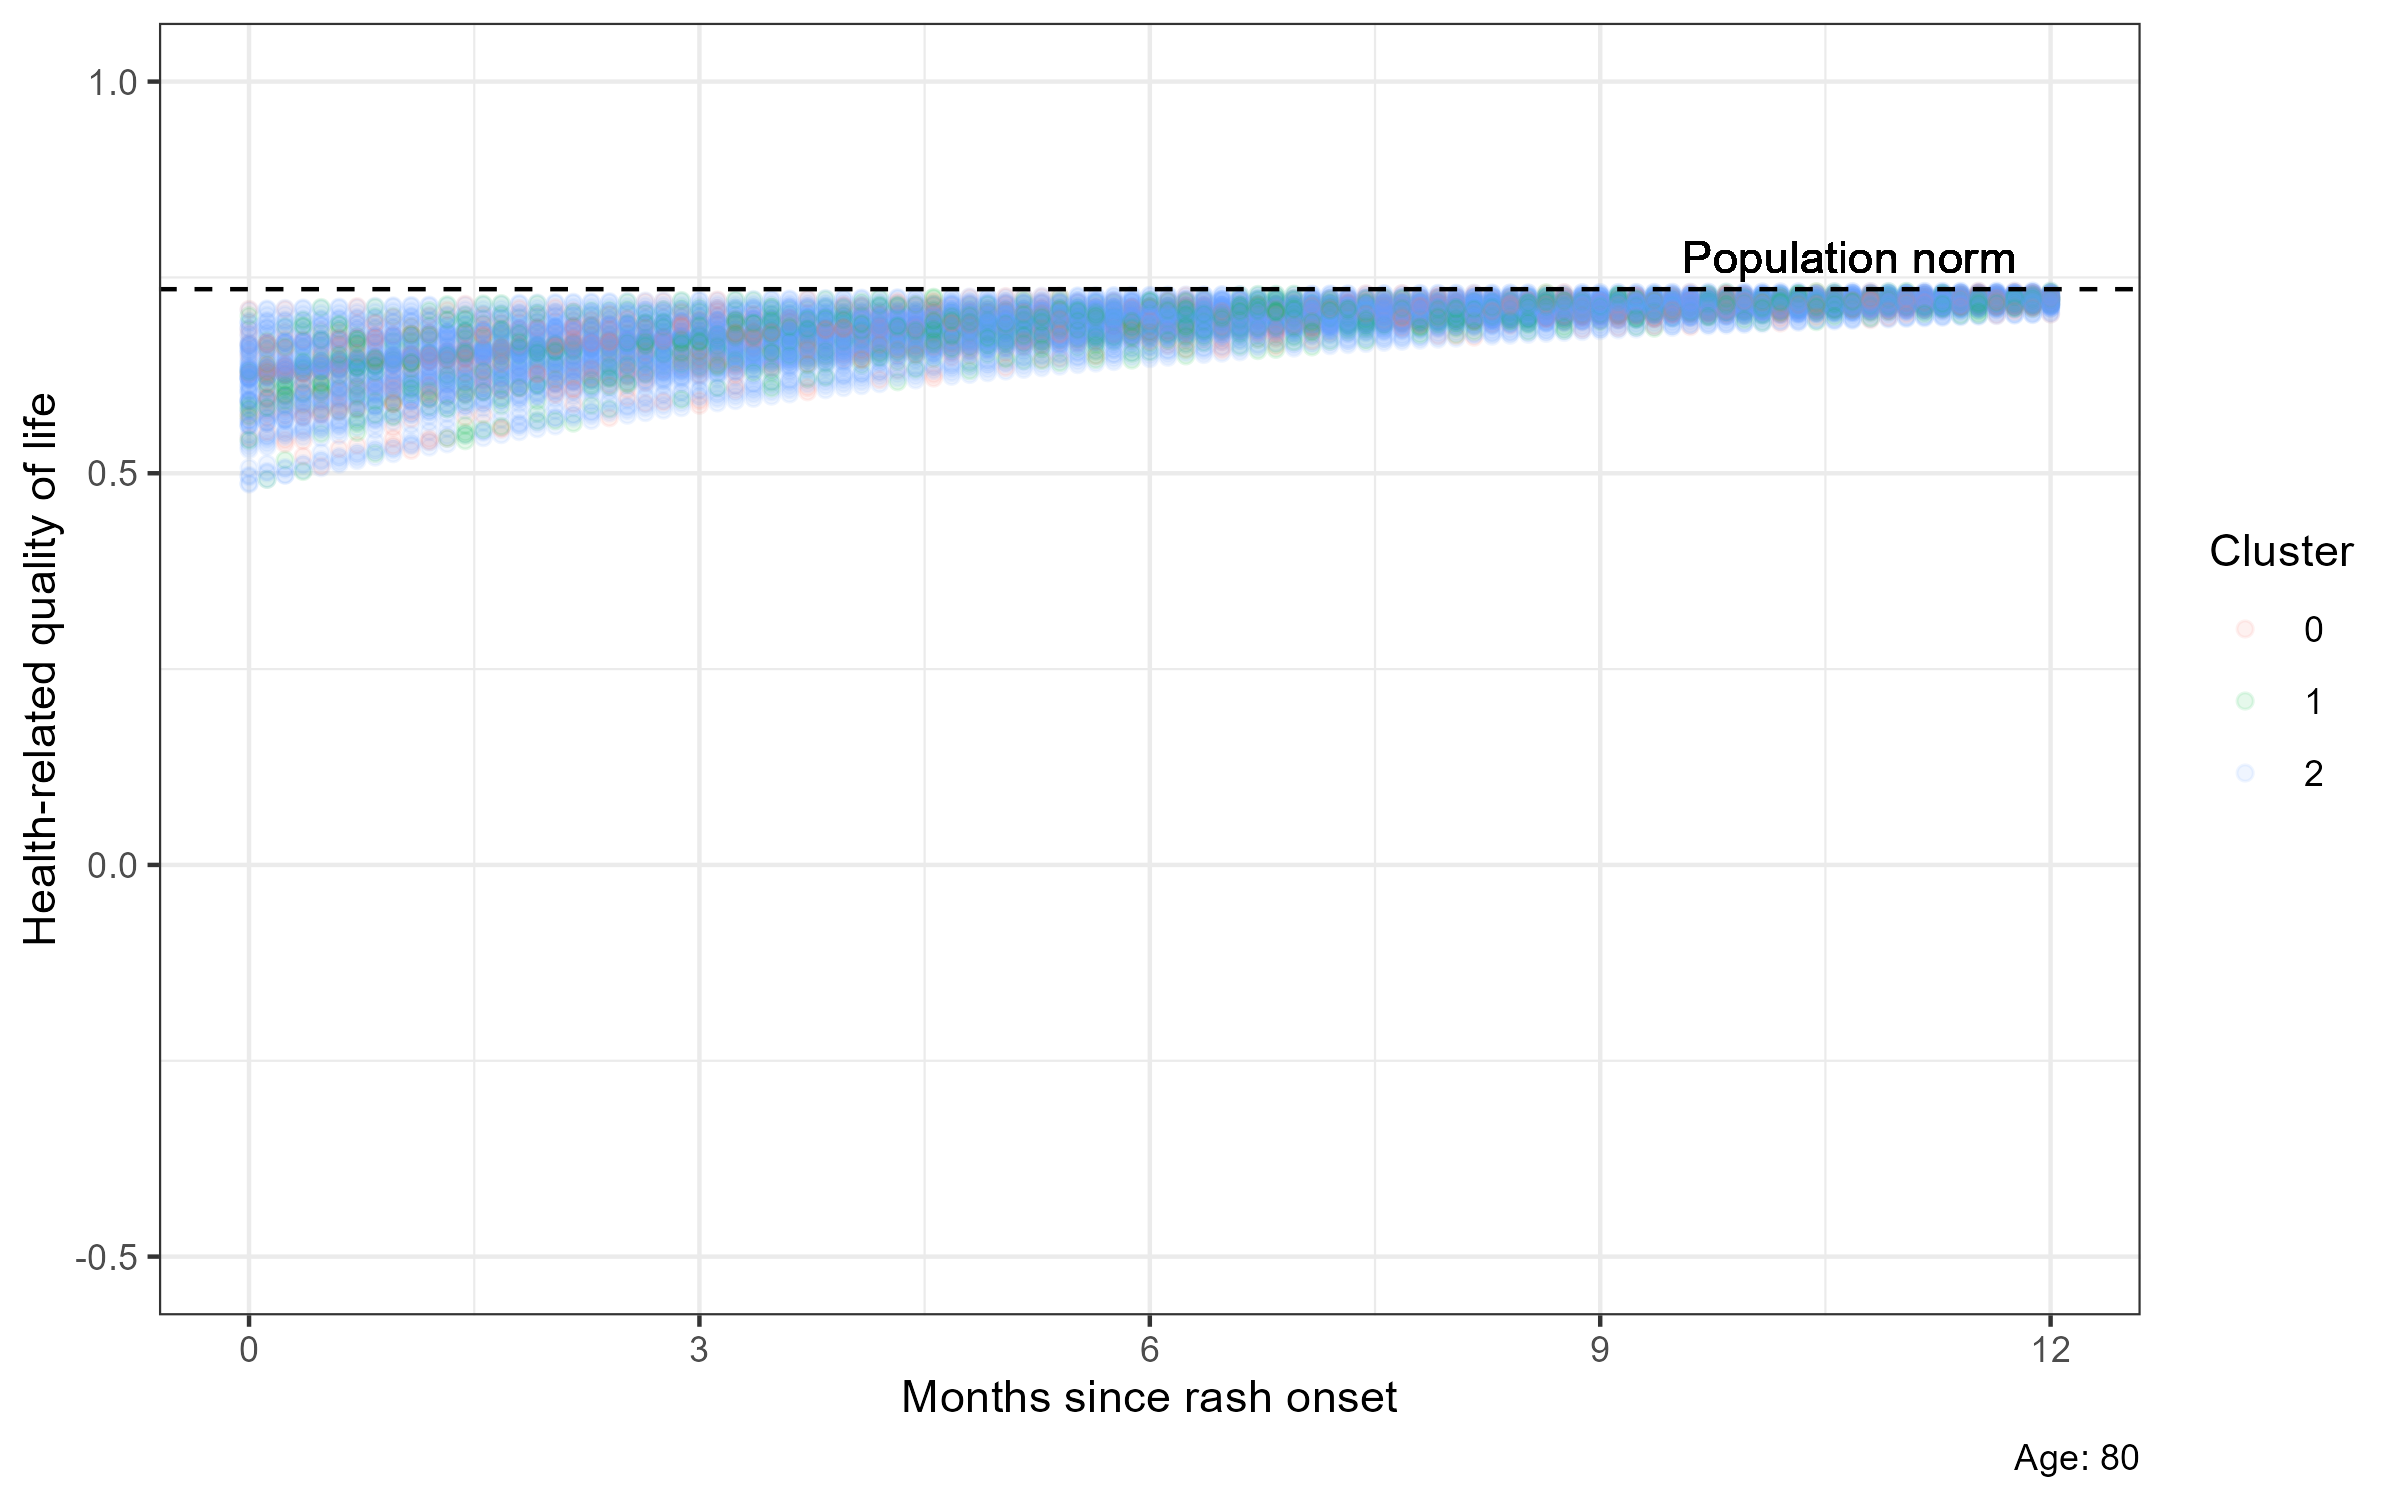 Health-related quality of life
1.0
0.5
0.0
-0.5
Population norm
0
3
6
9
12
Months since rash onset
Age: 80
Cluster
0
1
2